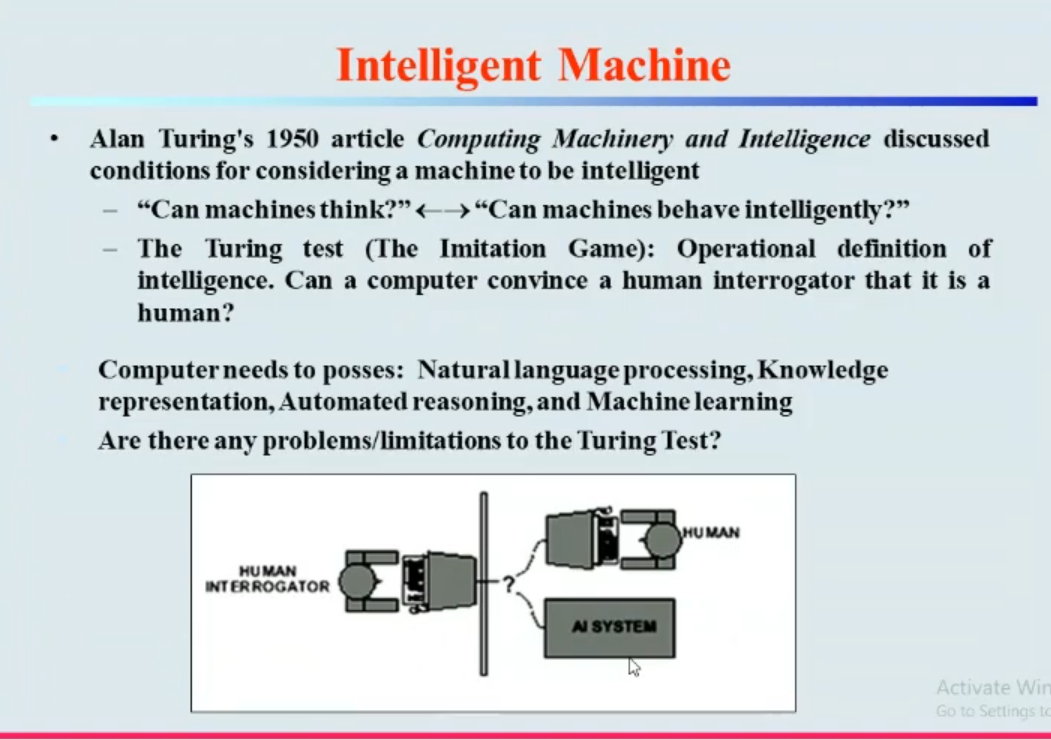 Intelligent Machine
• Alan Turing's 1950 article Computing Machinery and Intelligence discussed
conditions for considering a machine to be intelligent
– “Can machines think?” ←→ “Can machines behave intelligently?”
– The Turing test (The Imitation Game): Operational definition of
intelligence. Can a computer convince a human interrogator that it is a
human?
Computer needs to posses: Natural language processing, Knowledge
representation, Automated reasoning, and Machine learning
Are there any problems/limitations to the Turing Test?
HUMAN
INTERROGATOR
?
HUMAN
AI SYSTEM
Activate Win
Go to Settings to